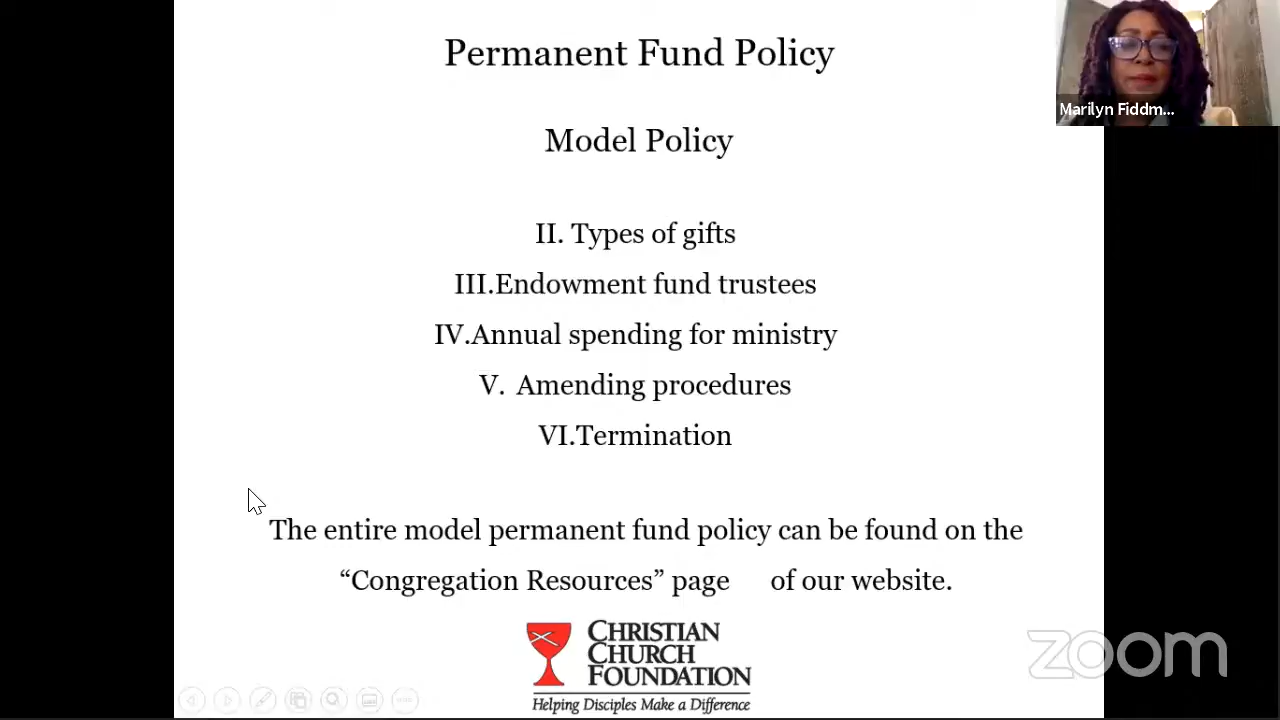 Permanent Fund Policy
Marilyn Fiddm...
Model Policy
II. Types of gifts
III.Endowment fund trustees
IV.Annual spending for ministry
V. Amending procedures
VI.Termination
The entire model permanent fund policy can be found on the
“Congregation Resources” page of our website.
CHRISTIAN
CHURCH
FOUNDATION
Helping Disciples Make a Difference
zoom